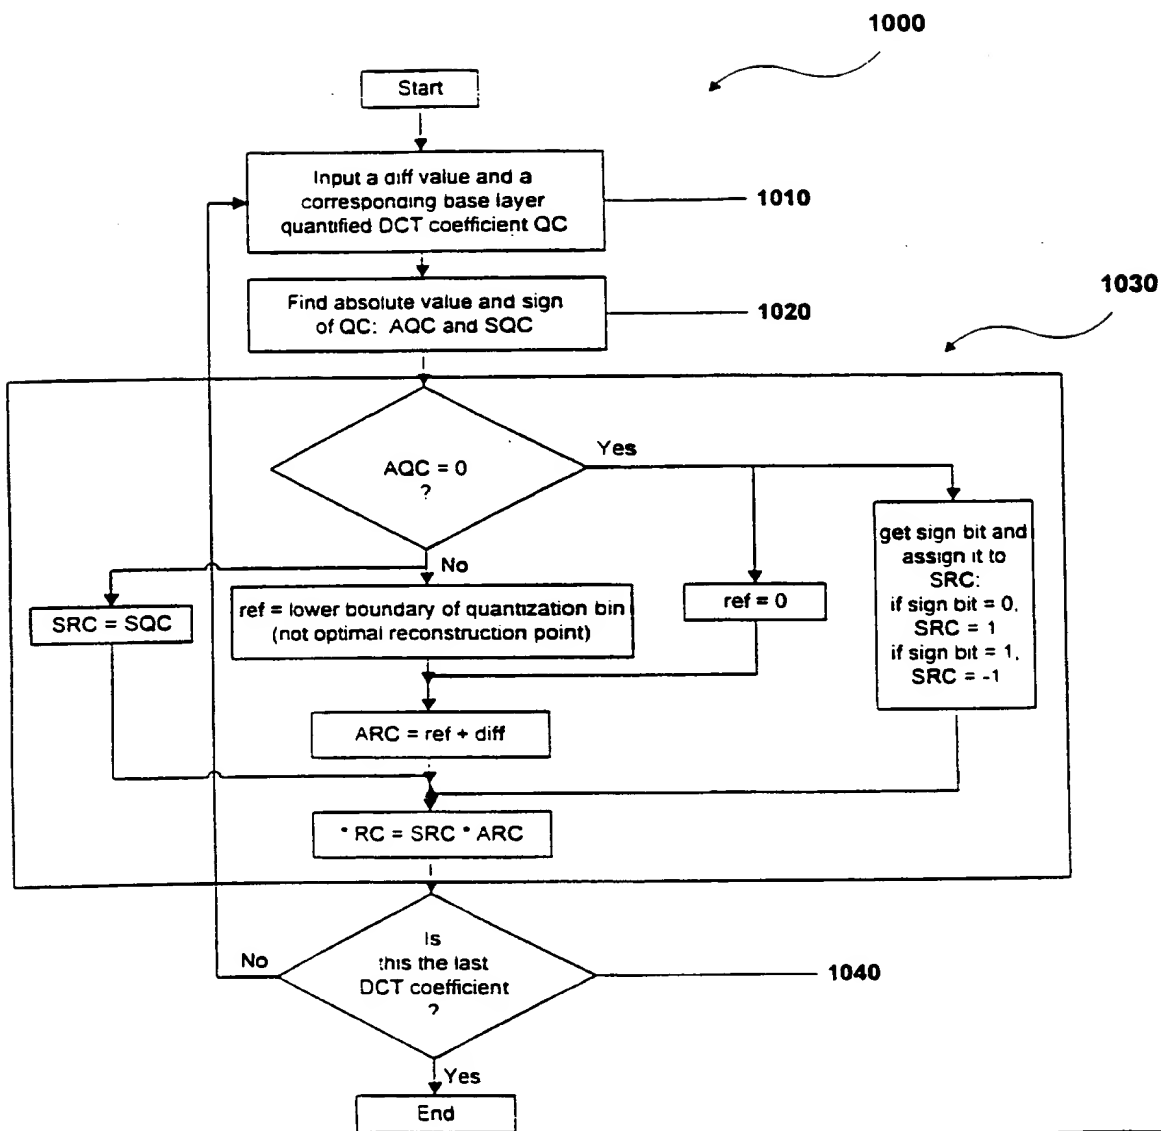 1000
Start
Input a diff value and a
corresponding base layer
quantified DCT coefficient QC
1010
Find absolute value and sign
of QC: AQC and SQC
1020
1030
AQC = 0
?
Yes
No
SRC = SQC
ref = lower boundary of quantization bin
(not optimal reconstruction point)
ref = 0
get sign bit and
assign it to
SRC:
if sign bit = 0,
SRC = 1
if sign bit = 1,
SRC = -1
ARC = ref + diff
* RC = SRC * ARC
Is
this the last
DCT coefficient
?
No
1040
Yes
End